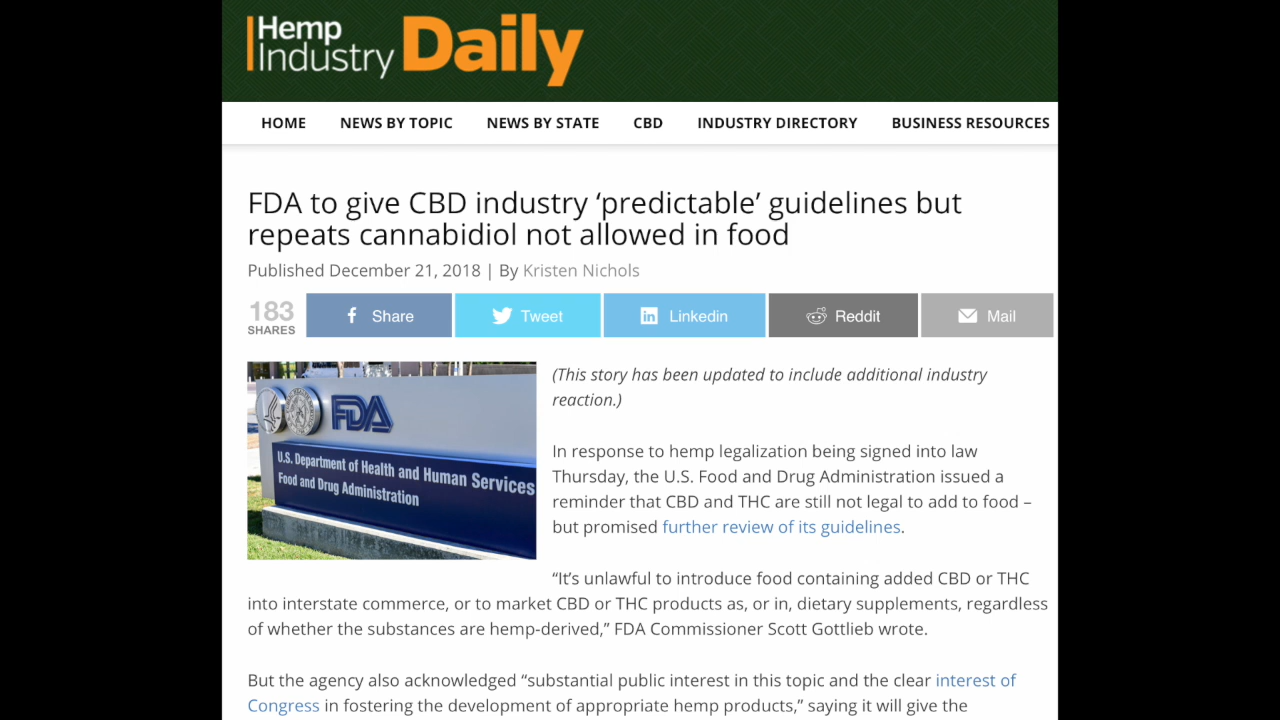 Hemp
Industry Daily
HOME NEWS BY TOPIC NEWS BY STATE CBD INDUSTRY DIRECTORY BUSINESS RESOURCES
FDA to give CBD industry ‘predictable’ guidelines but
repeats cannabidiol not allowed in food
Published December 21, 2018 | By Kristen Nichols
183
SHARES
Share Tweet Linkedin Reddit Mail
FDA
U.S. Department of Health and Human Services
Food and Drug Administration
(This story has been updated to include additional industry
reaction.)
In response to hemp legalization being signed into law
Thursday, the U.S. Food and Drug Administration issued a
reminder that CBD and THC are still not legal to add to food –
but promised further review of its guidelines.
“It’s unlawful to introduce food containing added CBD or THC
into interstate commerce, or to market CBD or THC products as, or in, dietary supplements, regardless
of whether the substances are hemp-derived,” FDA Commissioner Scott Gottlieb wrote.
But the agency also acknowledged “substantial public interest in this topic and the clear interest of
Congress in fostering the development of appropriate hemp products,” saying it will give the